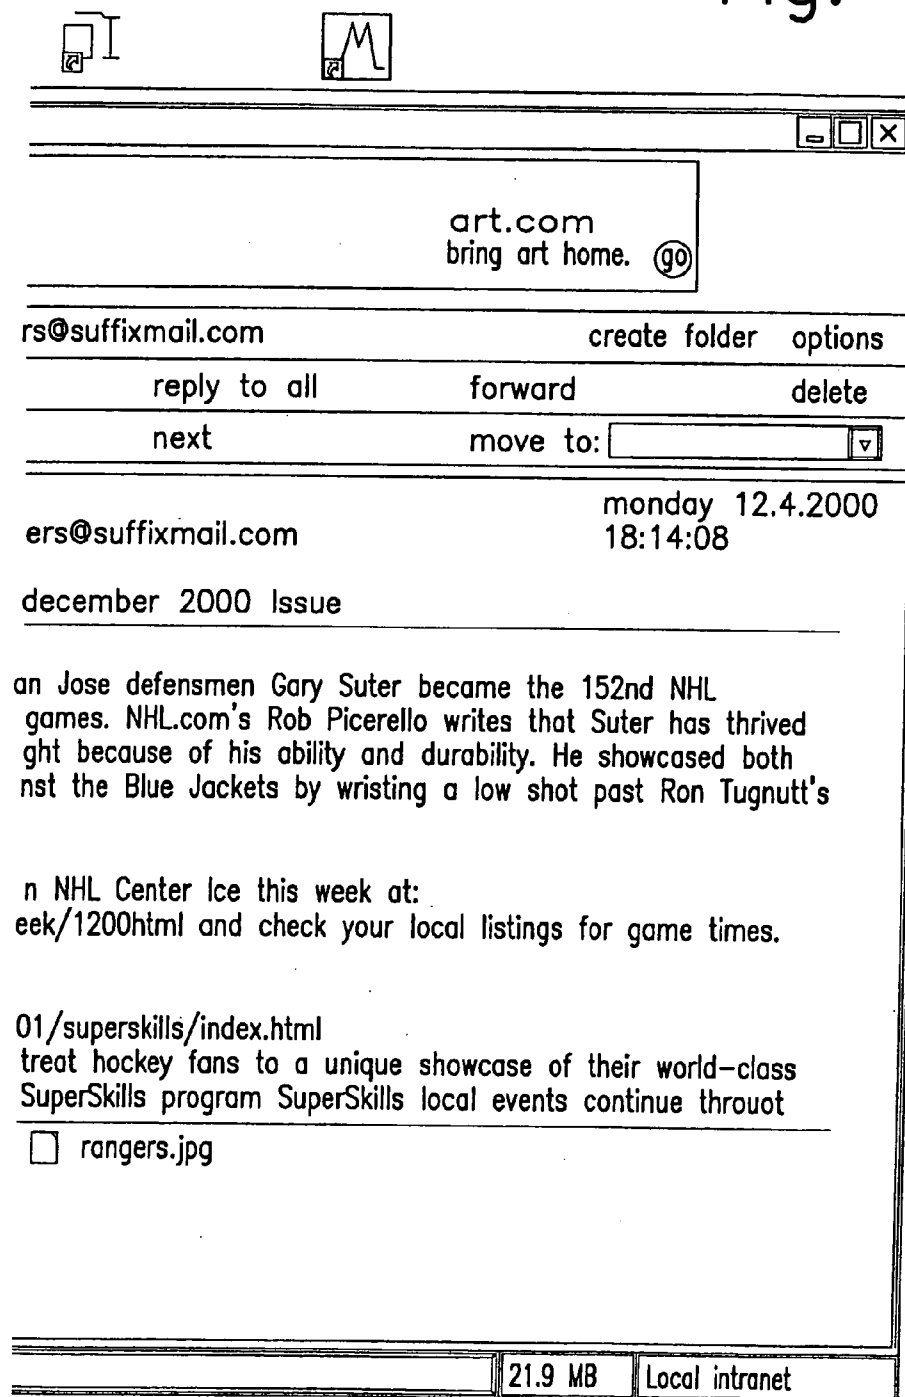 Fig.
art.com
bring art home. go
rs@suffixmail.com create folder options
reply to all forward delete
next move to:
monday 12.4.2000
ers@suffixmail.com 18:14:08
december 2000 Issue
an Jose defensmen Gary Suter became the 152nd NHL
games. NHL.com's Rob Picerello writes that Suter has thrived
ght because of his ability and durability. He showcased both
nst the Blue Jackets by wristing a low shot past Ron Tugnutt's
n NHL Center Ice this week at:
eek/1200html and check your local listings for game times.
01/superskills/index.html
treat hockey fans to a unique showcase of their world-class
SuperSkills program SuperSkills local events continue throuot
rangers.jpg
21.9 MB Local intranet